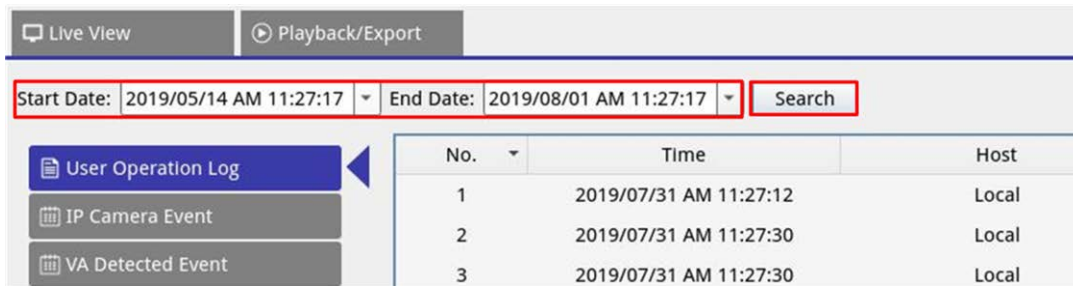 Live View Playback/Export
Start Date: 2019/05/14 AM 11:27:17 End Date: 2019/08/01 AM 11:27:17 Search
User Operation Log
IP Camera Event
VA Detected Event
No. Time Host
1 2019/07/31 AM 11:27:12 Local
2 2019/07/31 AM 11:27:30 Local
3 2019/07/31 AM 11:27:30 Local